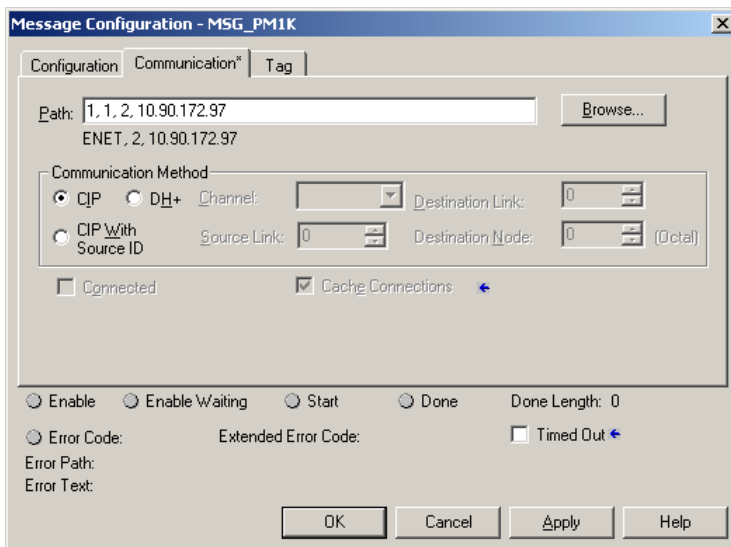 Message Configuration - MSG_PM1K
Configuration Communication* Tag
Path: 1, 1, 2, 10.90.172.97 Browse...
ENET, 2, 10.90.172.97
Communication Method
CIP DH+ Channel: Destination Link: 0
CIP With Source ID Source Link: 0 Destination Node: 0 (Octal)
Connected Cache Connections
Enable Enable Waiting Start Done Done Length: 0
Error Code: Extended Error Code: Timed Out
Error Path:
Error Text:
OK Cancel Apply Help